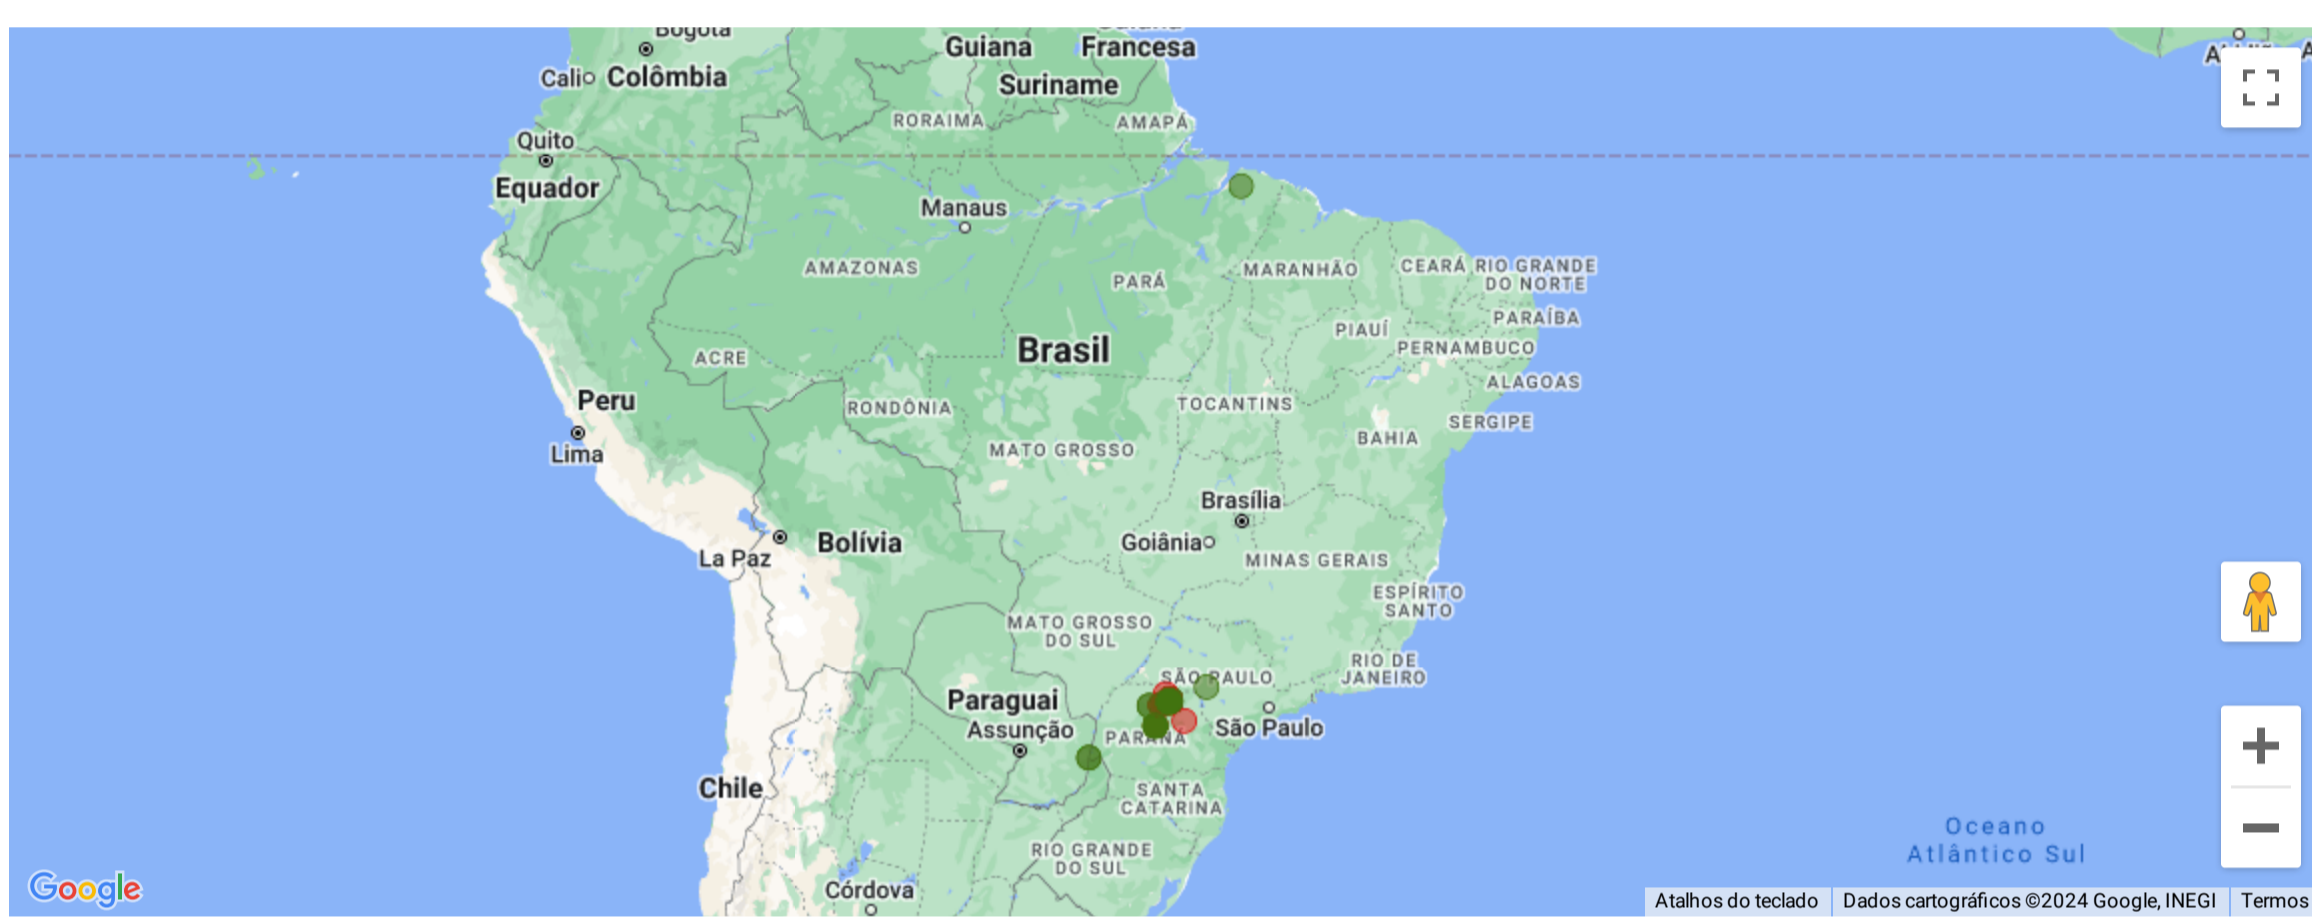 Bogotá
Guiana
Francesa
Cali
Colômbia
Suriname
RORAIMA
AMAPÁ
Quito
Equador
Manaus
AMAZONAS
PARÁ
MARANHÃO
CEARÁ
RIO GRANDE
DO NORTE
PARAÍBA
PIAUÍ
PERNAMBUCO
Brasil
ACRE
ALAGOAS
Peru
RONDÔNIA
TOCANTINS
SERGIPE
BAHIA
Lima
MATO GROSSO
Brasília
Goiânia
Bolívia
La Paz
MINAS GERAIS
ESPÍRITO
SANTO
MATO GROSSO
DO SUL
RIO DE
JANEIRO
SÃO PAULO
Paraguai
Assunção
São Paulo
PARANÁ
Chile
SANTA
CATARINA
Oceano
Atlântico Sul
RIO GRANDE
DO SUL
Córdova
Google
Atalhos do teclado
Dados cartográficos ©2024 Google, INEGI
Termos